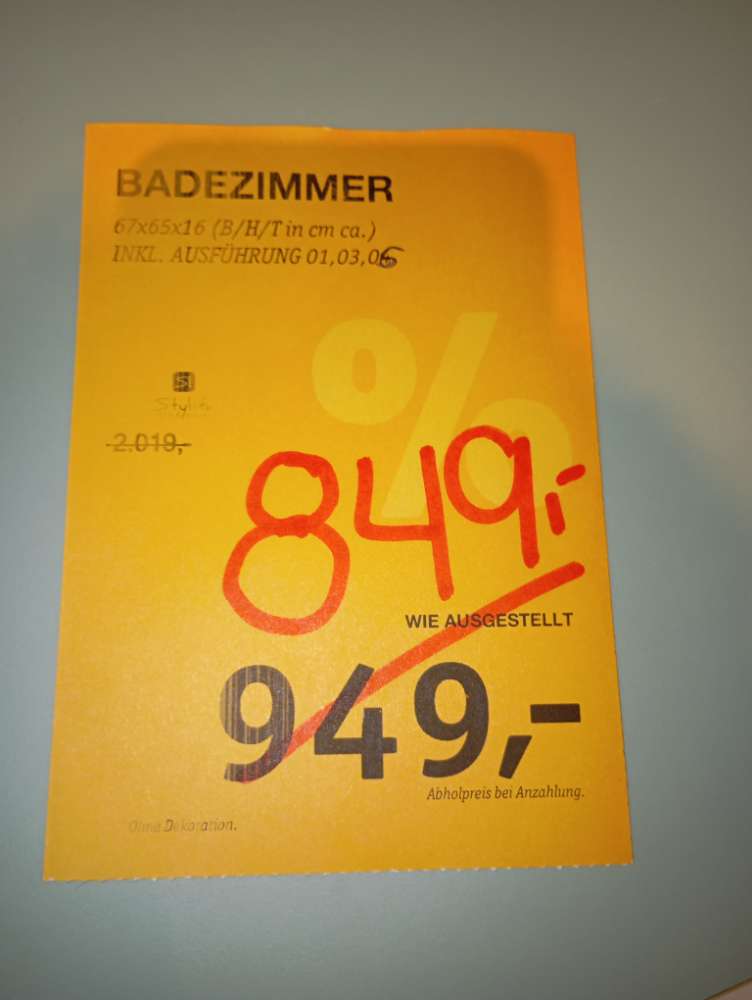 BADEZIMMER
67x65x16 (B/H/T in cm ca.)
INKL. AUSFÜHRUNG 01,03,06
%
S
2.019,-
849,-
WIE AUSGESTELLT
949,-
Abholpreis bei Anzahlung.
Ohne Dekoration.